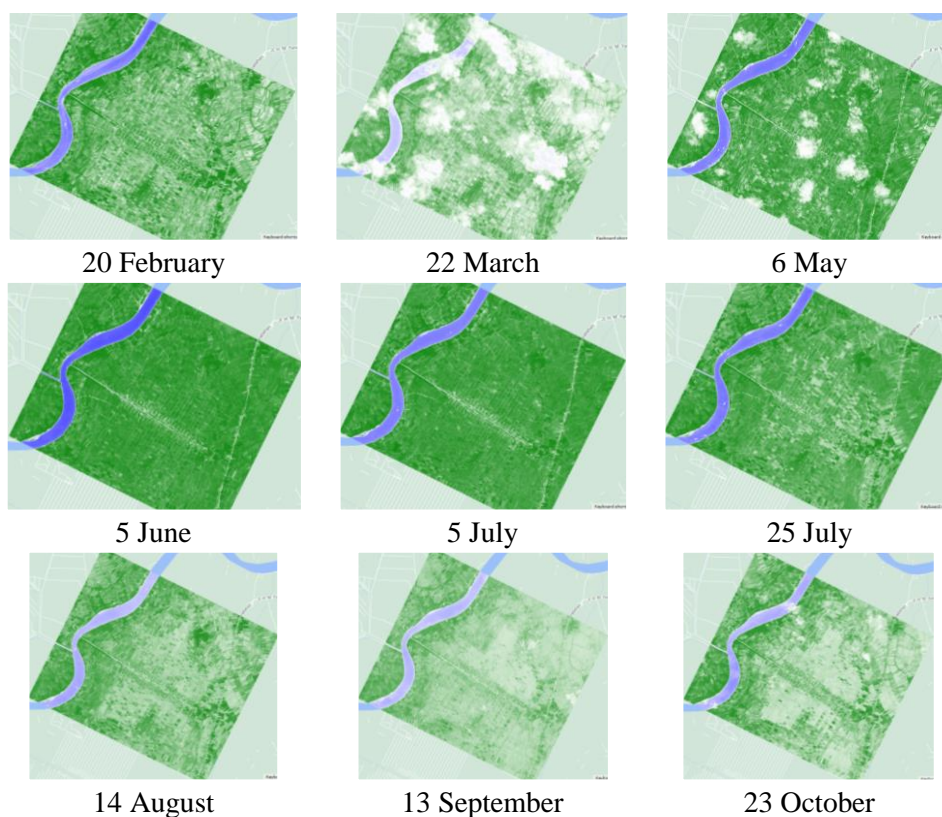 20 February
22 March
6 May
5 June
5 July
25 July
14 August
13 September
23 October